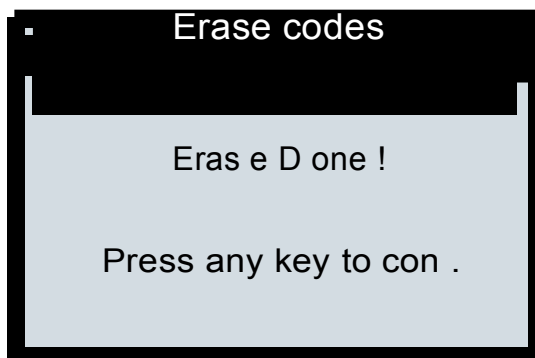 Erase codes
Eras e D one !
Press any key to con .